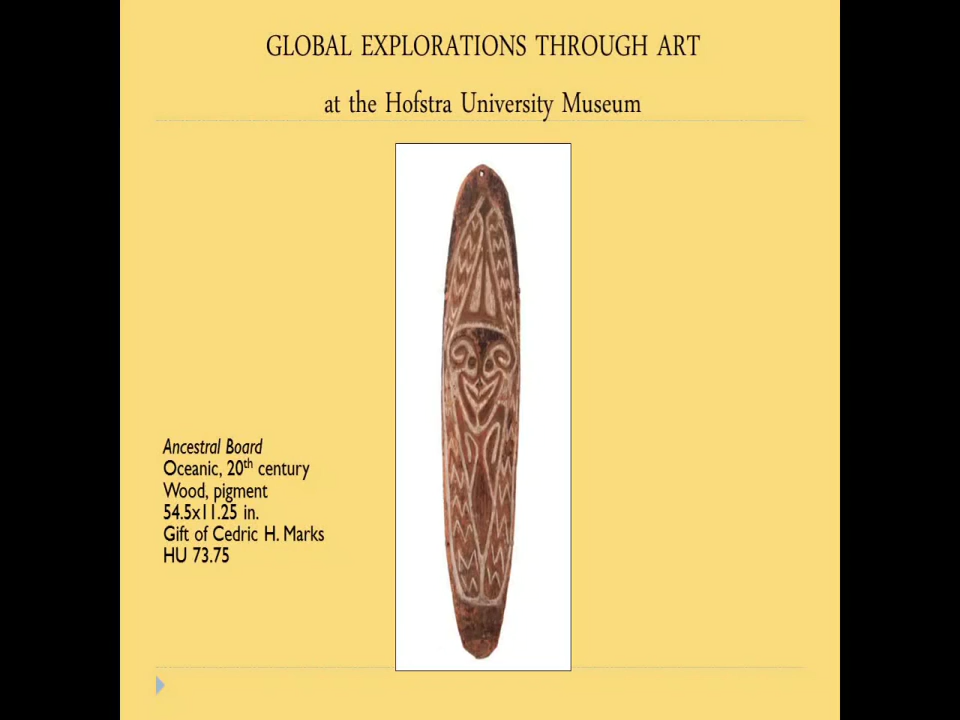 GLOBAL EXPLORATIONS THROUGH ART
at the Hofstra University Museum
Ancestral Board
Oceanic, 20th century
Wood, pigment
54.5x11.25 in.
Gift of Cedric H. Marks
HU 73.75